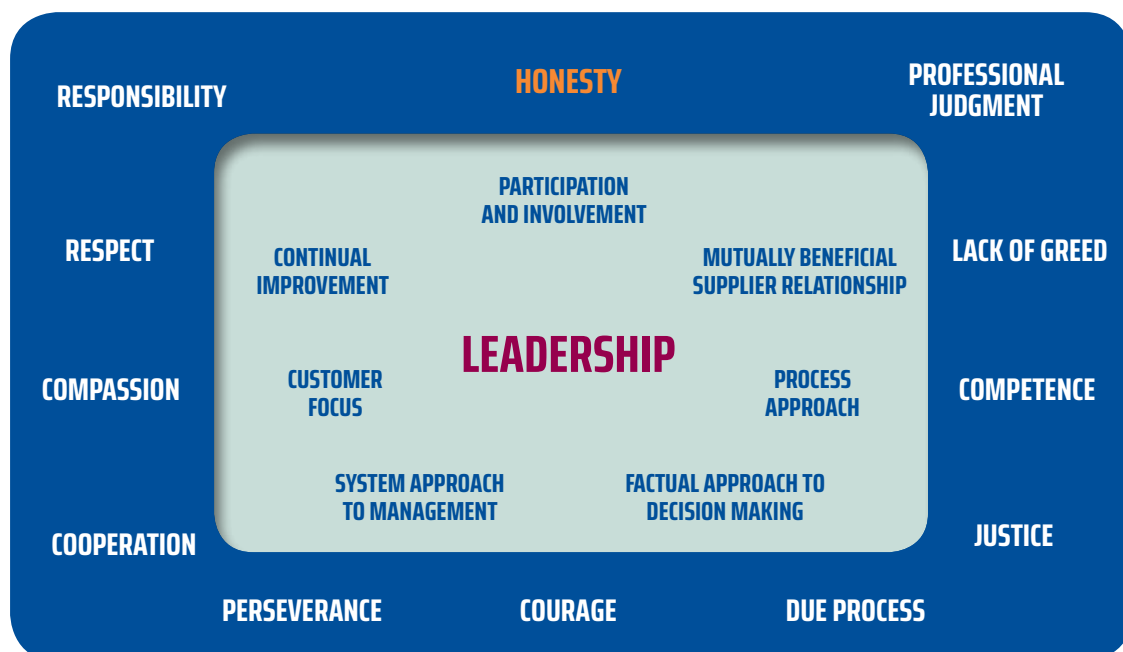 RESPONSIBILITY
HONESTY
PROFESSIONAL
JUDGMENT
PARTICIPATION
AND INVOLVEMENT
RESPECT
CONTINUAL
IMPROVEMENT
MUTUALLY BENEFICIAL
SUPPLIER RELATIONSHIP
LACK OF GREED
LEADERSHIP
COMPASSION
CUSTOMER
FOCUS
PROCESS
APPROACH
COMPETENCE
SYSTEM APPROACH
TO MANAGEMENT
FACTUAL APPROACH TO
DECISION MAKING
COOPERATION
JUSTICE
PERSEVERANCE
COURAGE
DUE PROCESS